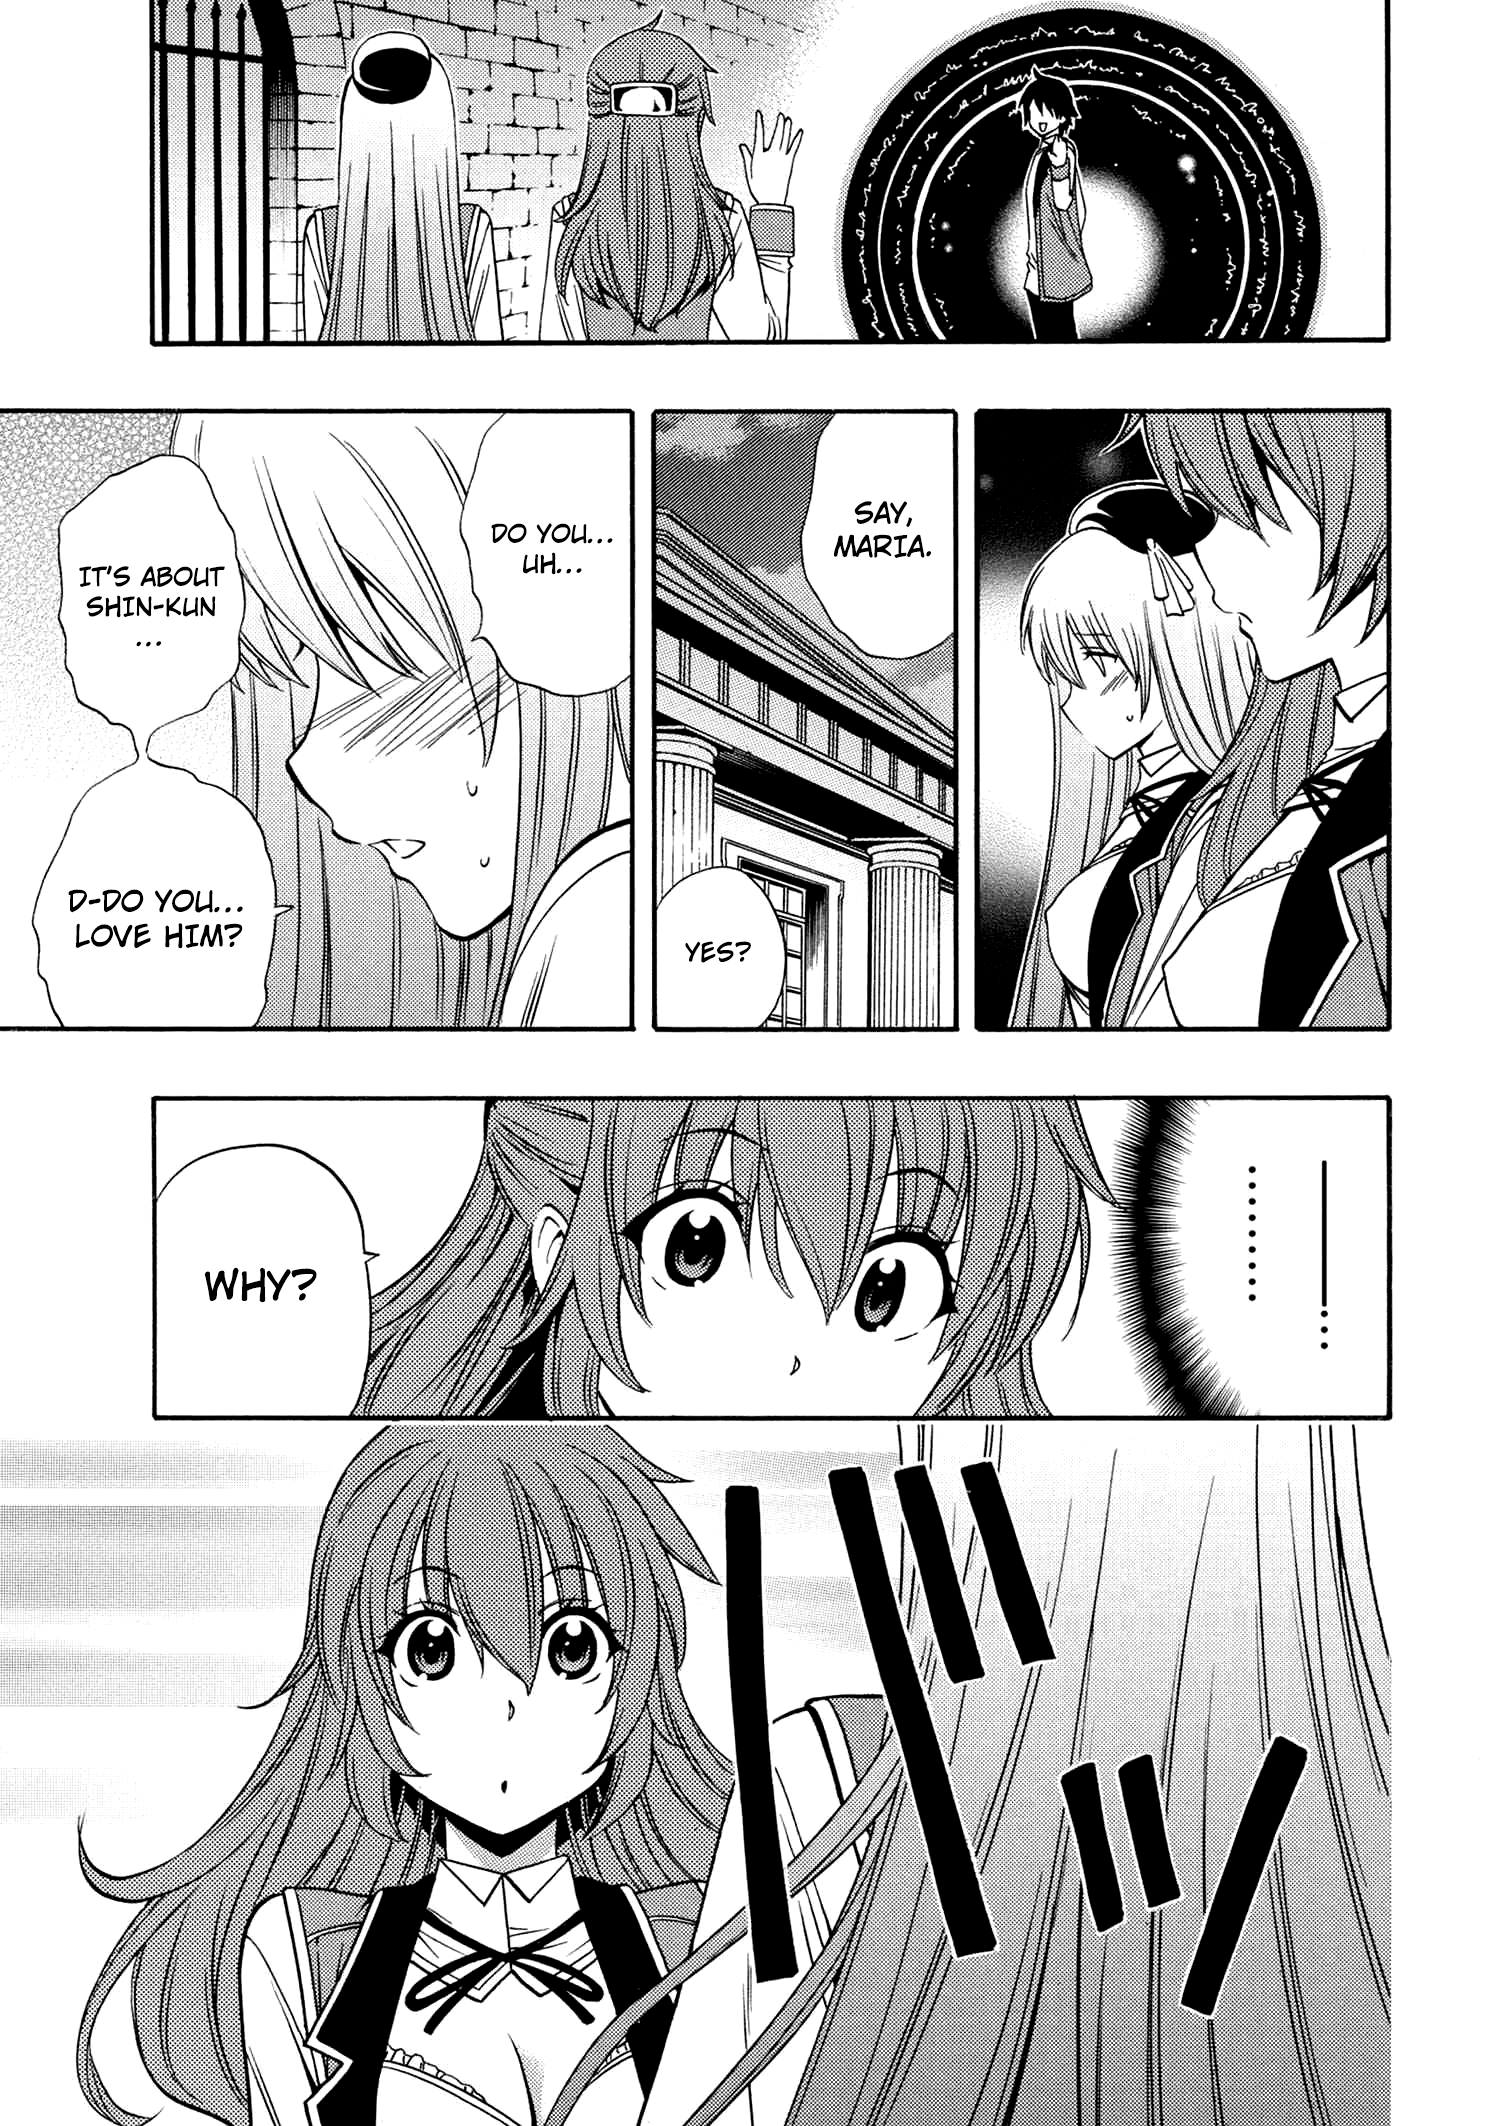 SAY,
MARIA.
YES?
DO YOU...
UH...
IT'S ABOUT
SHIN-KUN
...
D-DO YOU...
LOVE HIM?
WHY?